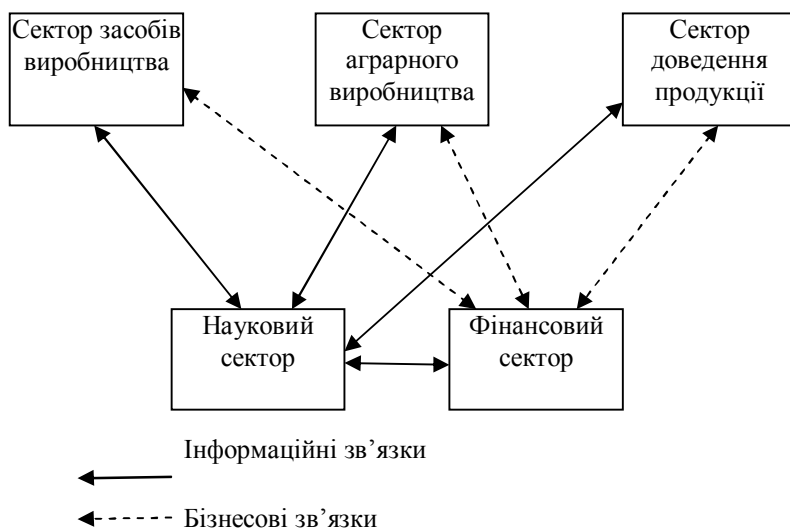 Сектор засобів
виробництва
Сектор
аграрного
виробництва
Сектор
доведення
продукції
Науковий
сектор
Фінансовий
сектор
Інформаційні зв’язки
Бізнесові зв’язки